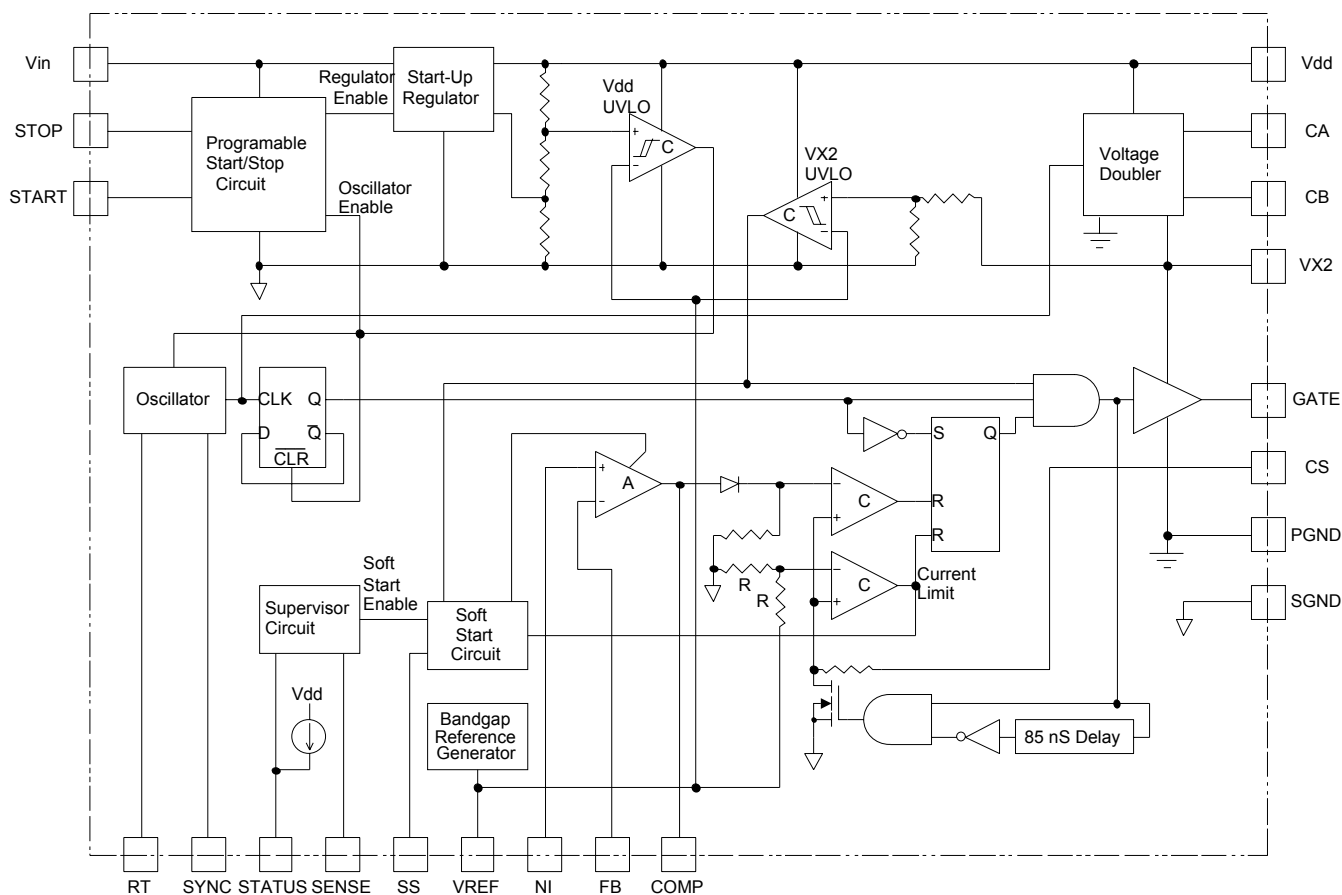 Vin
STOP
START
Programable
Start/Stop
Circuit
Regulator
Enable
Start-Up
Regulator
Oscillator
Enable
Vdd
UVLO
+
C
-
VX2
UVLO
+
C
-
Voltage
Doubler
Vdd
CA
CB
VX2
GATE
CS
PGND
SGND
Oscillator
CLK Q
D Q
CLR
+
A
-
S Q
R
R
-
C
+
-
C
+
R
R
Current
Limit
Soft
Start
Enable
Supervisor
Circuit
Soft
Start
Circuit
Vdd
Bandgap
Reference
Generator
85 nS Delay
RT SYNC STATUS SENSE SS VREF NI FB COMP